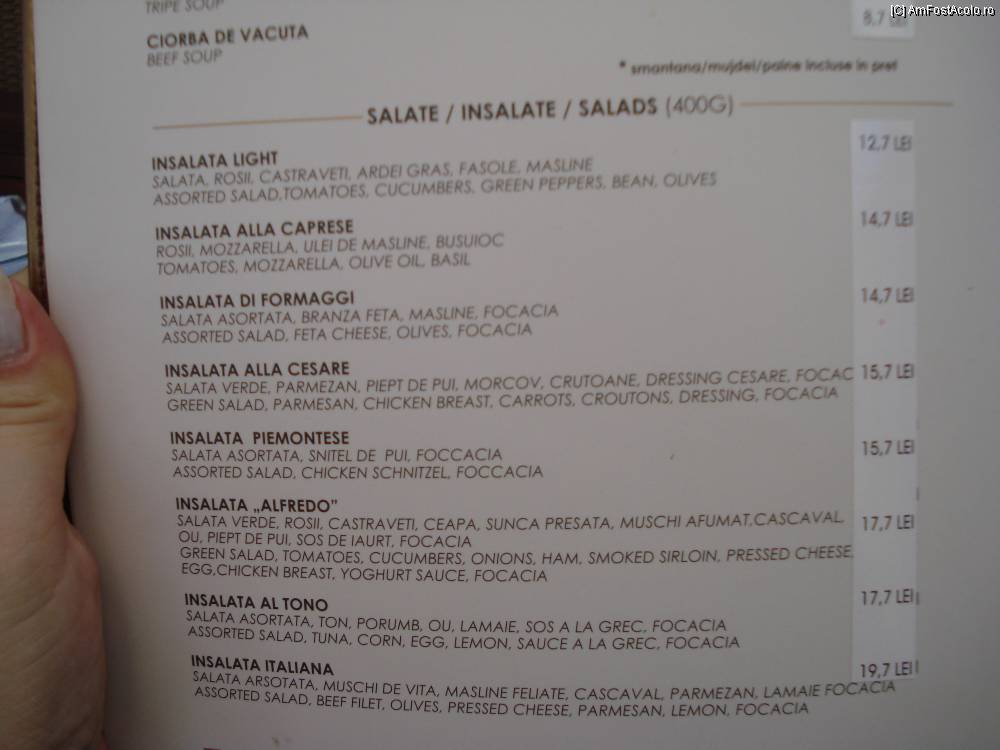 [C] AmFostAcolo.ro
TRIPE SOUP
8,7 LEI
CIORBA DE VACUTA
BEEF SOUP
* smantana/mujdei/paine incluse in pret
SALATE / INSALATE / SALADS (400G)
INSALATA LIGHT 12,7 LEI
SALATA, ROSII, CASTRAVETI, ARDEI GRAS, FASOLE, MASLINE
ASSORTED SALAD,TOMATOES, CUCUMBERS, GREEN PEPPERS, BEAN, OLIVES
INSALATA ALLA CAPRESE 14,7 LEI
ROSII, MOZZARELLA, ULEI DE MASLINE, BUSUIOC
TOMATOES, MOZZARELLA, OLIVE OIL, BASIL
INSALATA DI FORMAGGI 14,7 LEI
SALATA ASORTATA, BRANZA FETA, MASLINE, FOCACIA
ASSORTED SALAD, FETA CHEESE, OLIVES, FOCACIA
INSALATA ALLA CESARE 15,7 LEI
SALATA VERDE, PARMEZAN, PIEPT DE PUI, MORCOV, CRUTOANE, DRESSING CESARE, FOCAC
GREEN SALAD, PARMESAN, CHICKEN BREAST, CARROTS, CROUTONS, DRESSING, FOCACIA
INSALATA PIEMONTESE 15,7 LEI
SALATA ASORTATA, SNITEL DE PUI, FOCCACIA
ASSORTED SALAD, CHICKEN SCHNITZEL, FOCCACIA
INSALATA „ALFREDO” 17,7 LEI
SALATA VERDE, ROSII, CASTRAVETI, CEAPA, SUNCA PRESATA, MUSCHI AFUMAT,CASCAVAL,
OU, PIEPT DE PUI, SOS DE IAURT, FOCACIA
GREEN SALAD, TOMATOES, CUCUMBERS, ONIONS, HAM, SMOKED SIRLOIN, PRESSED CHEESE,
EGG,CHICKEN BREAST, YOGHURT SAUCE, FOCACIA
INSALATA AL TONO 17,7 LEI
SALATA ASORTATA, TON, PORUMB, OU, LAMAIE, SOS A LA GREC, FOCACIA
ASSORTED SALAD, TUNA, CORN, EGG, LEMON, SAUCE A LA GREC, FOCACIA
INSALATA ITALIANA 19,7 LEI
SALATA ARSOTATA, MUSCHI DE VITA, MASLINE FELIATE, CASCAVAL, PARMEZAN, LAMAIE FOCACIA
ASSORTED SALAD, BEEF FILET, OLIVES, PRESSED CHEESE, PARMESAN, LEMON, FOCACIA